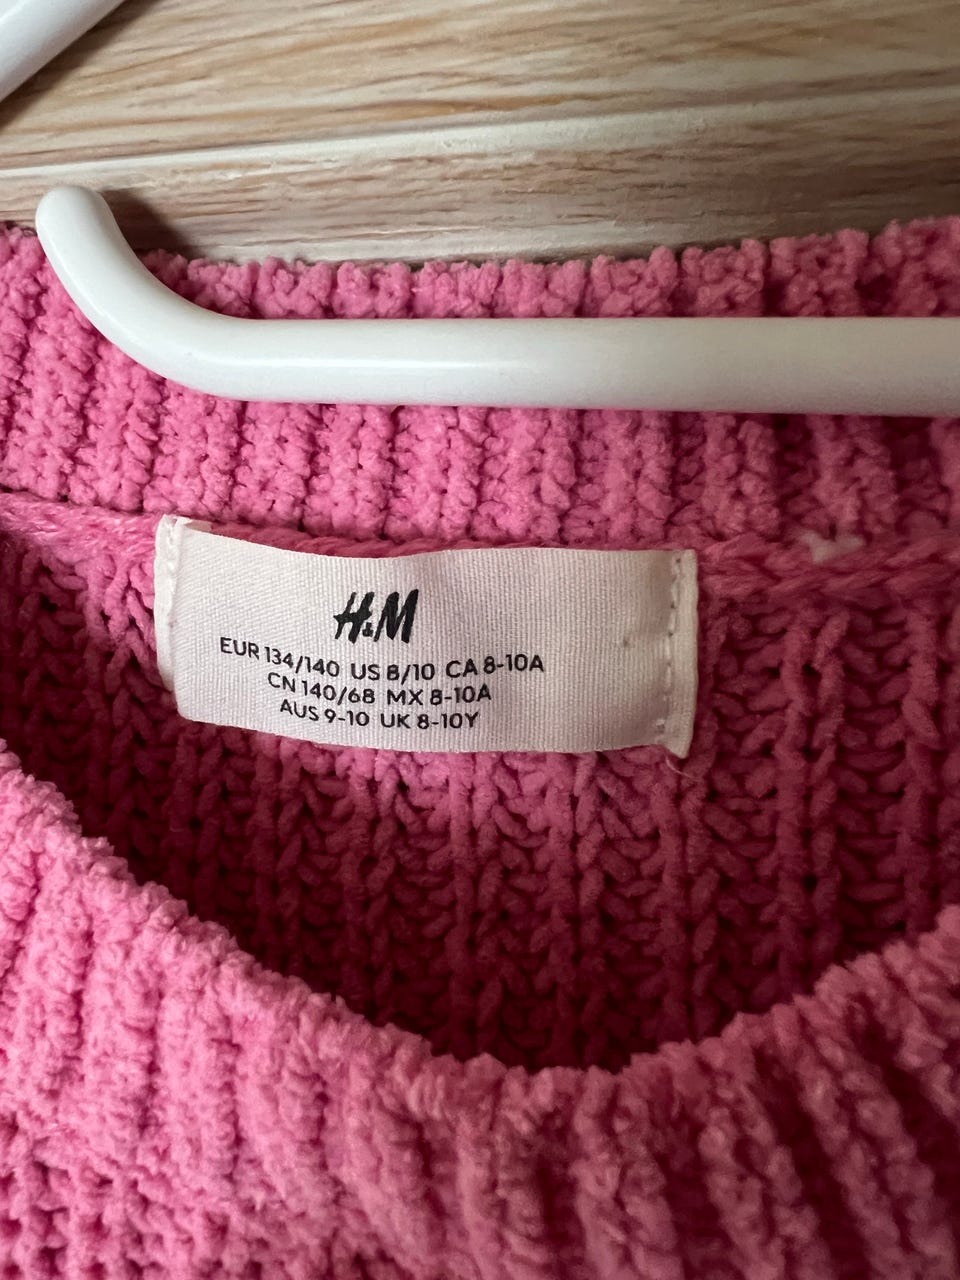 H&M
EUR 134/140 US 8/10 CA 8-10A
CN 140/68 MX 8-10A
AUS 9-10 UK 8-10Y